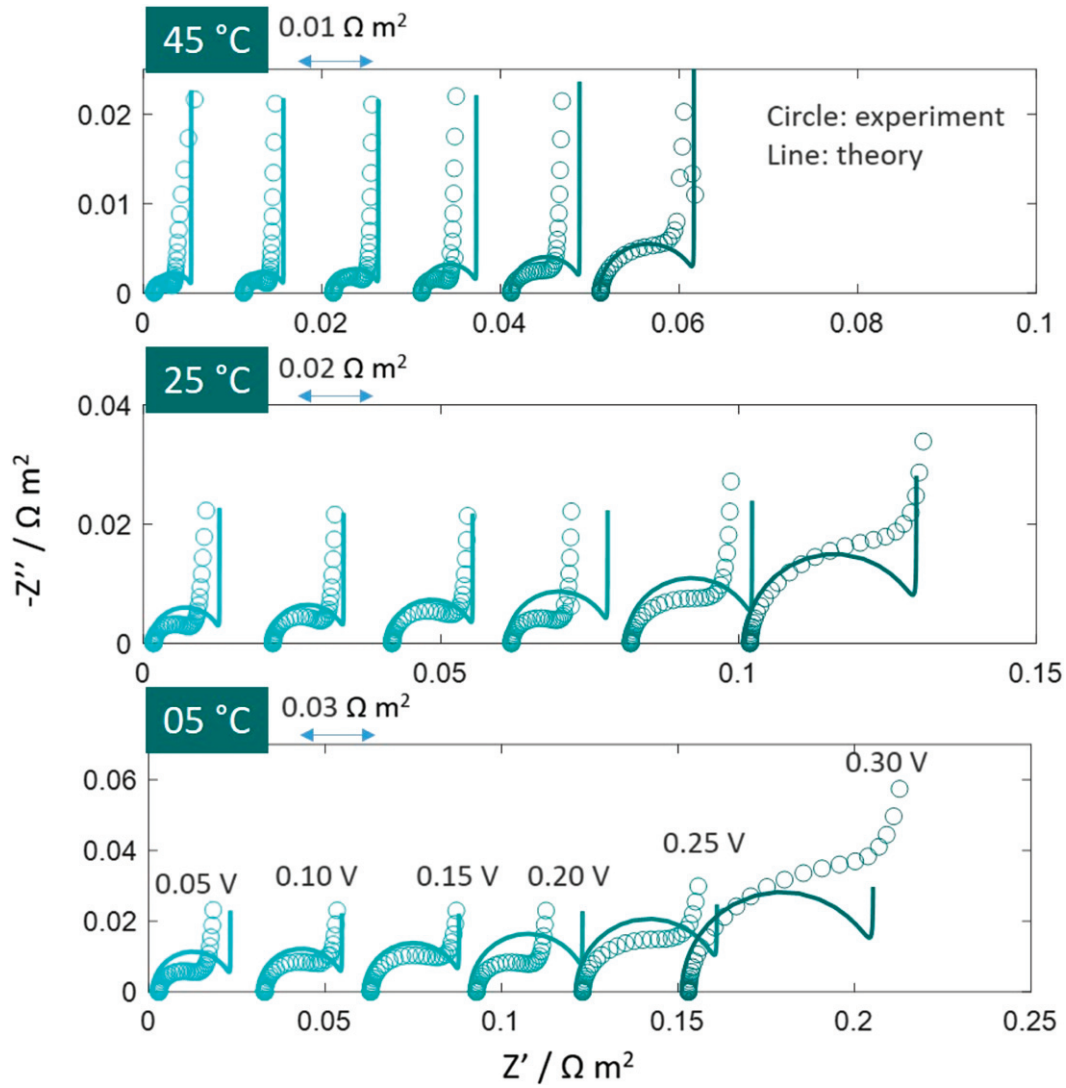 45 °C
0.01 Ω m²
0.02
0.01
0
Circle: experiment
Line: theory
0 0.02 0.04 0.06 0.08 0.1
25 °C
0.02 Ω m²
0.04
0.02
0
0 0.05 0.1 0.15
-Z'' / Ω m²
05 °C
0.03 Ω m²
0.06
0.04
0.02
0
0.05 V 0.10 V 0.15 V 0.20 V 0.25 V 0.30 V
0 0.05 0.1 0.15 0.2 0.25
Z' / Ω m²